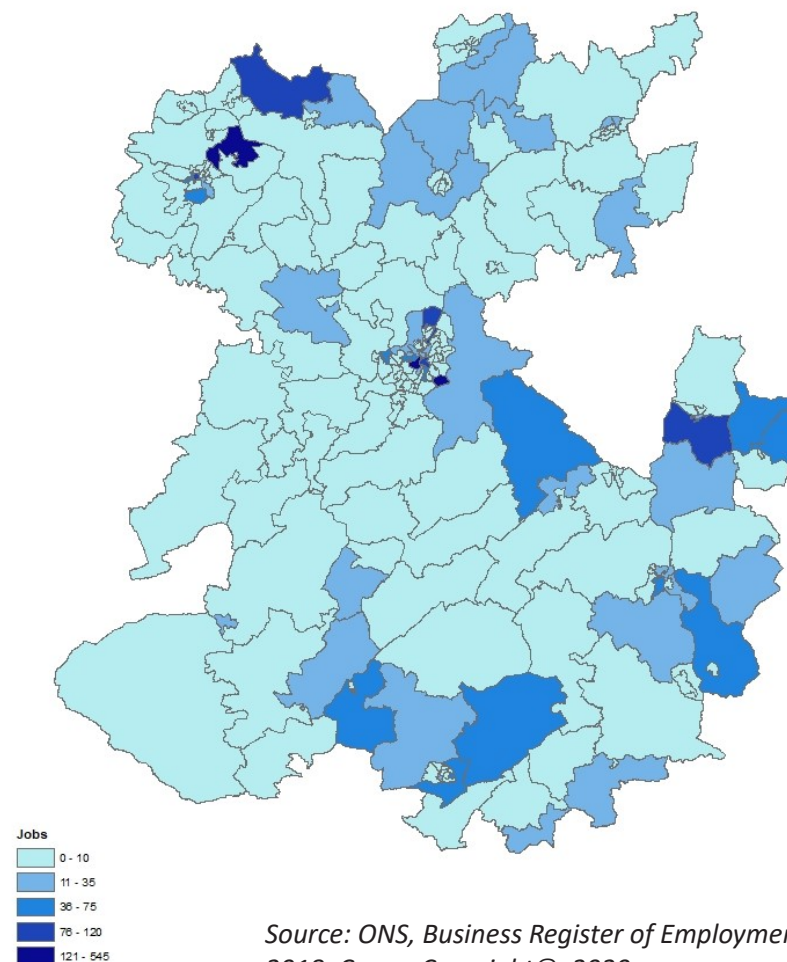 Jobs
0 - 10
11 - 35
36 - 75
76 - 120
121 - 545
Source: ONS, Business Register of Employmen